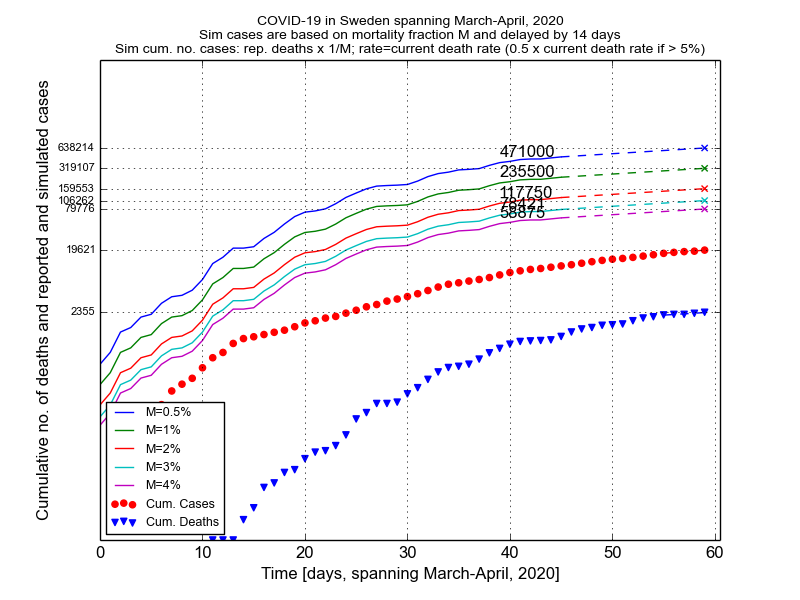 COVID-19 in Sweden spanning March-April, 2020
Sim cases are based on mortality fraction M and delayed by 14 days
Sim cum. no. cases: rep. deaths x 1/M; rate=current death rate (0.5 x current death rate if > 5%)
Cumulative no. of deaths and reported and simulated cases
638214
319107
159553
106262
79776
19621
2355
471000
235500
117750
78421
58875
M=0.5%
M=1%
M=2%
M=3%
M=4%
Cum. Cases
Cum. Deaths
0 10 20 30 40 50 60
Time [days, spanning March-April, 2020]